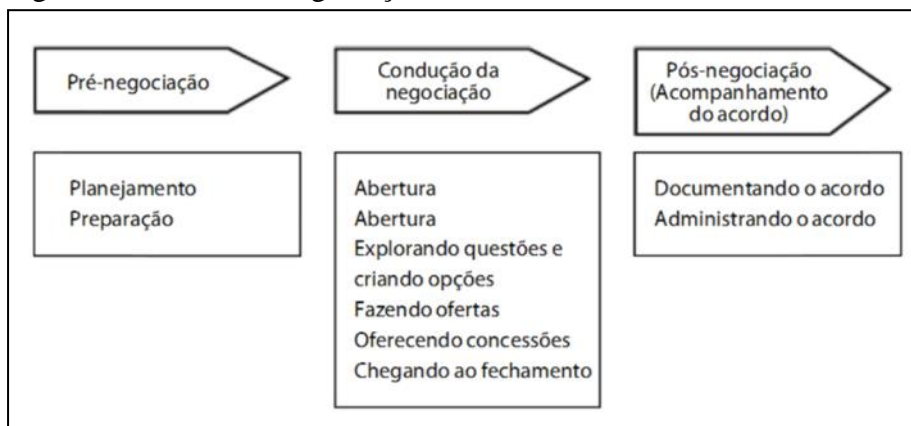 Pré-negociação
Condução da
negociação
Pós-negociação
(Acompanhamento
do acordo)
Planejamento
Preparação
Abertura
Abertura
Explorando questões e
criando opções
Fazendo ofertas
Oferecendo concessões
Chegando ao fechamento
Documentando o acordo
Administrando o acordo